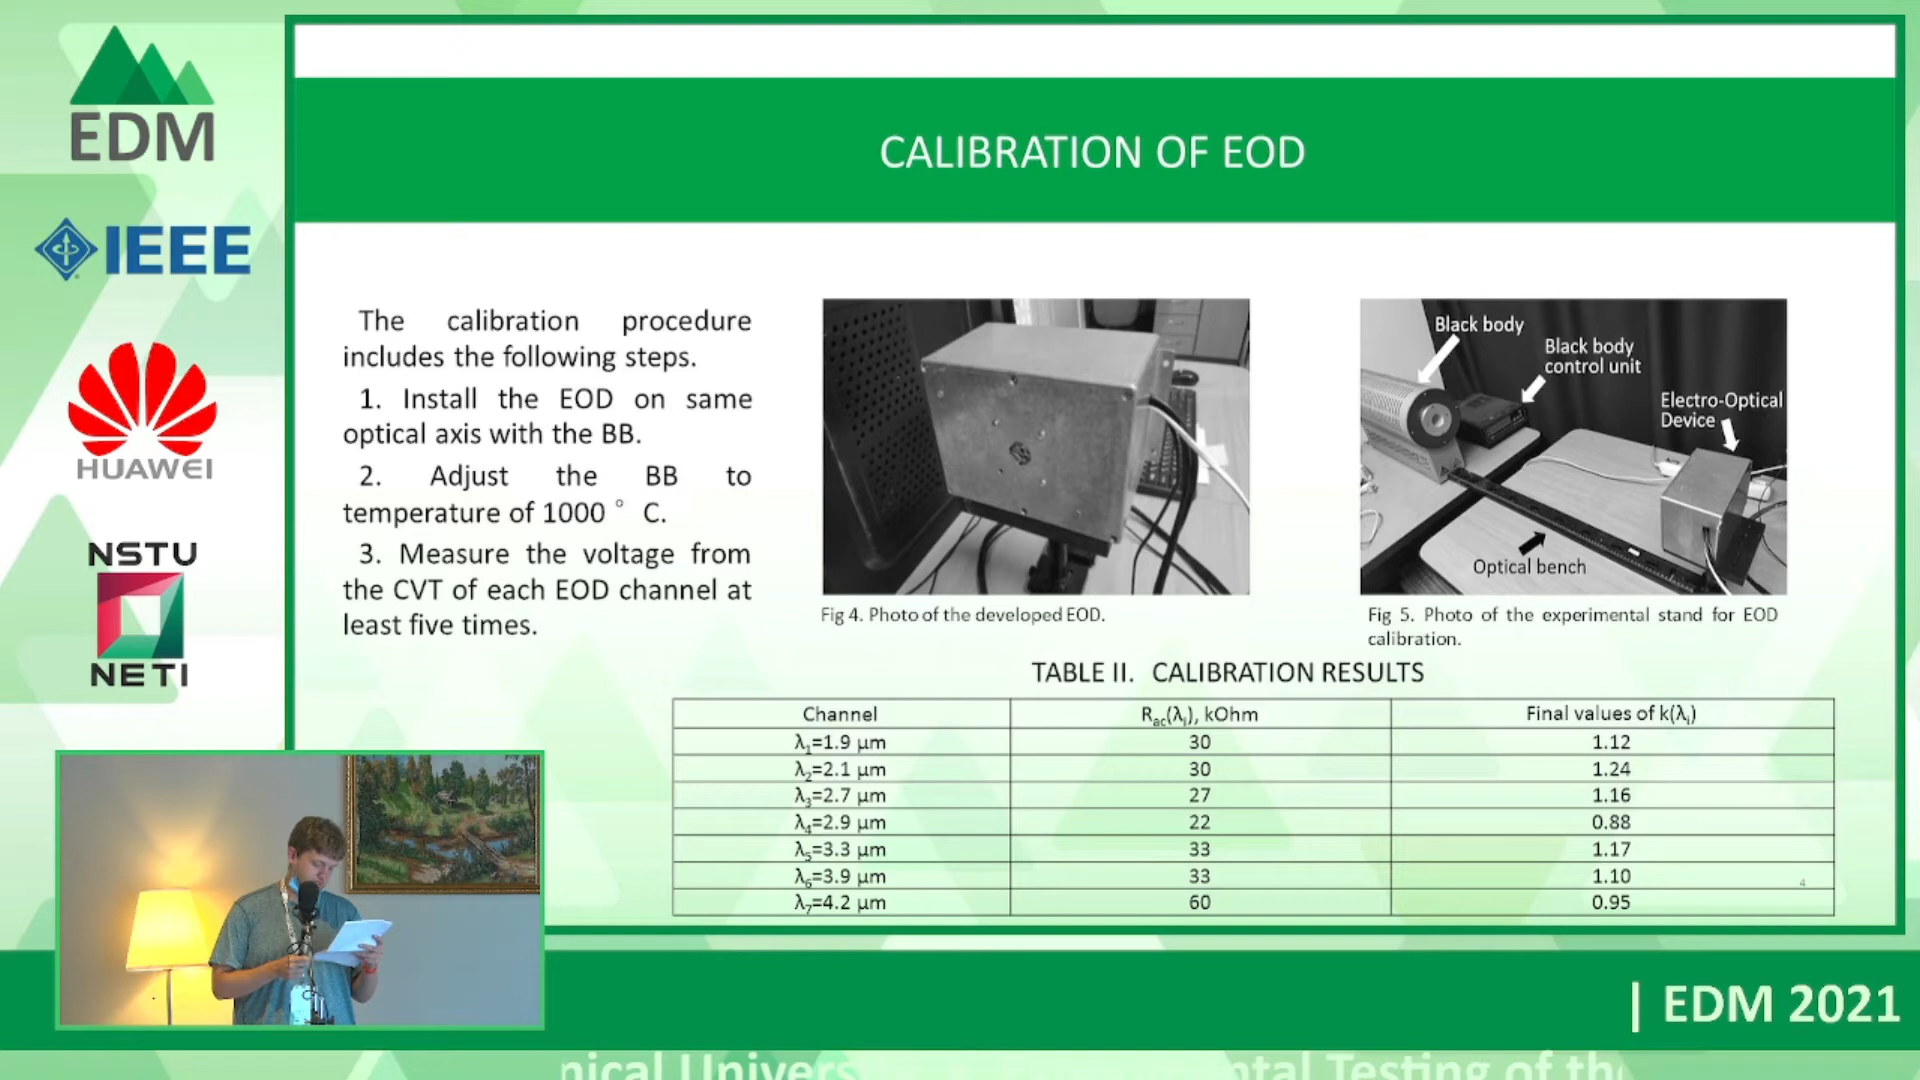 EDM
IEEE
HUAWEI
NSTU
NETI
CALIBRATION OF EOD
The calibration procedure
includes the following steps.
1. Install the EOD on same
optical axis with the BB.
2. Adjust the BB to
temperature of 1000 ° C.
3. Measure the voltage from
the CVT of each EOD channel at
least five times.
Fig 4. Photo of the developed EOD.
Black body
Black body
control unit
Electro-Optical
Device
Optical bench
Fig 5. Photo of the experimental stand for EOD
calibration.
TABLE II. CALIBRATION RESULTS
Channel Rac(λi), kOhm Final values of k(λi)
λ1=1.9 μm 30 1.12
λ2=2.1 μm 30 1.24
λ3=2.7 μm 27 1.16
λ4=2.9 μm 22 0.88
λ5=3.3 μm 33 1.17
λ6=3.9 μm 33 1.10
λ7=4.2 μm 60 0.95
4
| EDM 2021
Testing of